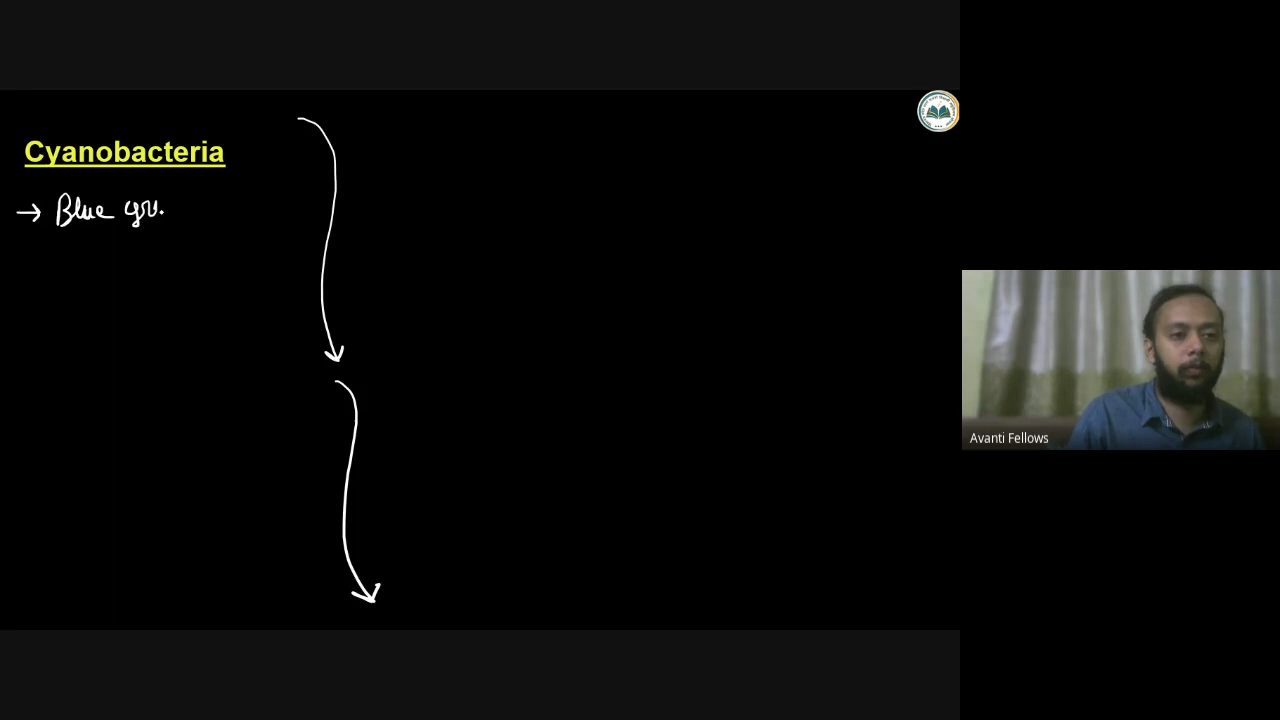 Cyanobacteria
→ Blue gr.
Avanti Fellows